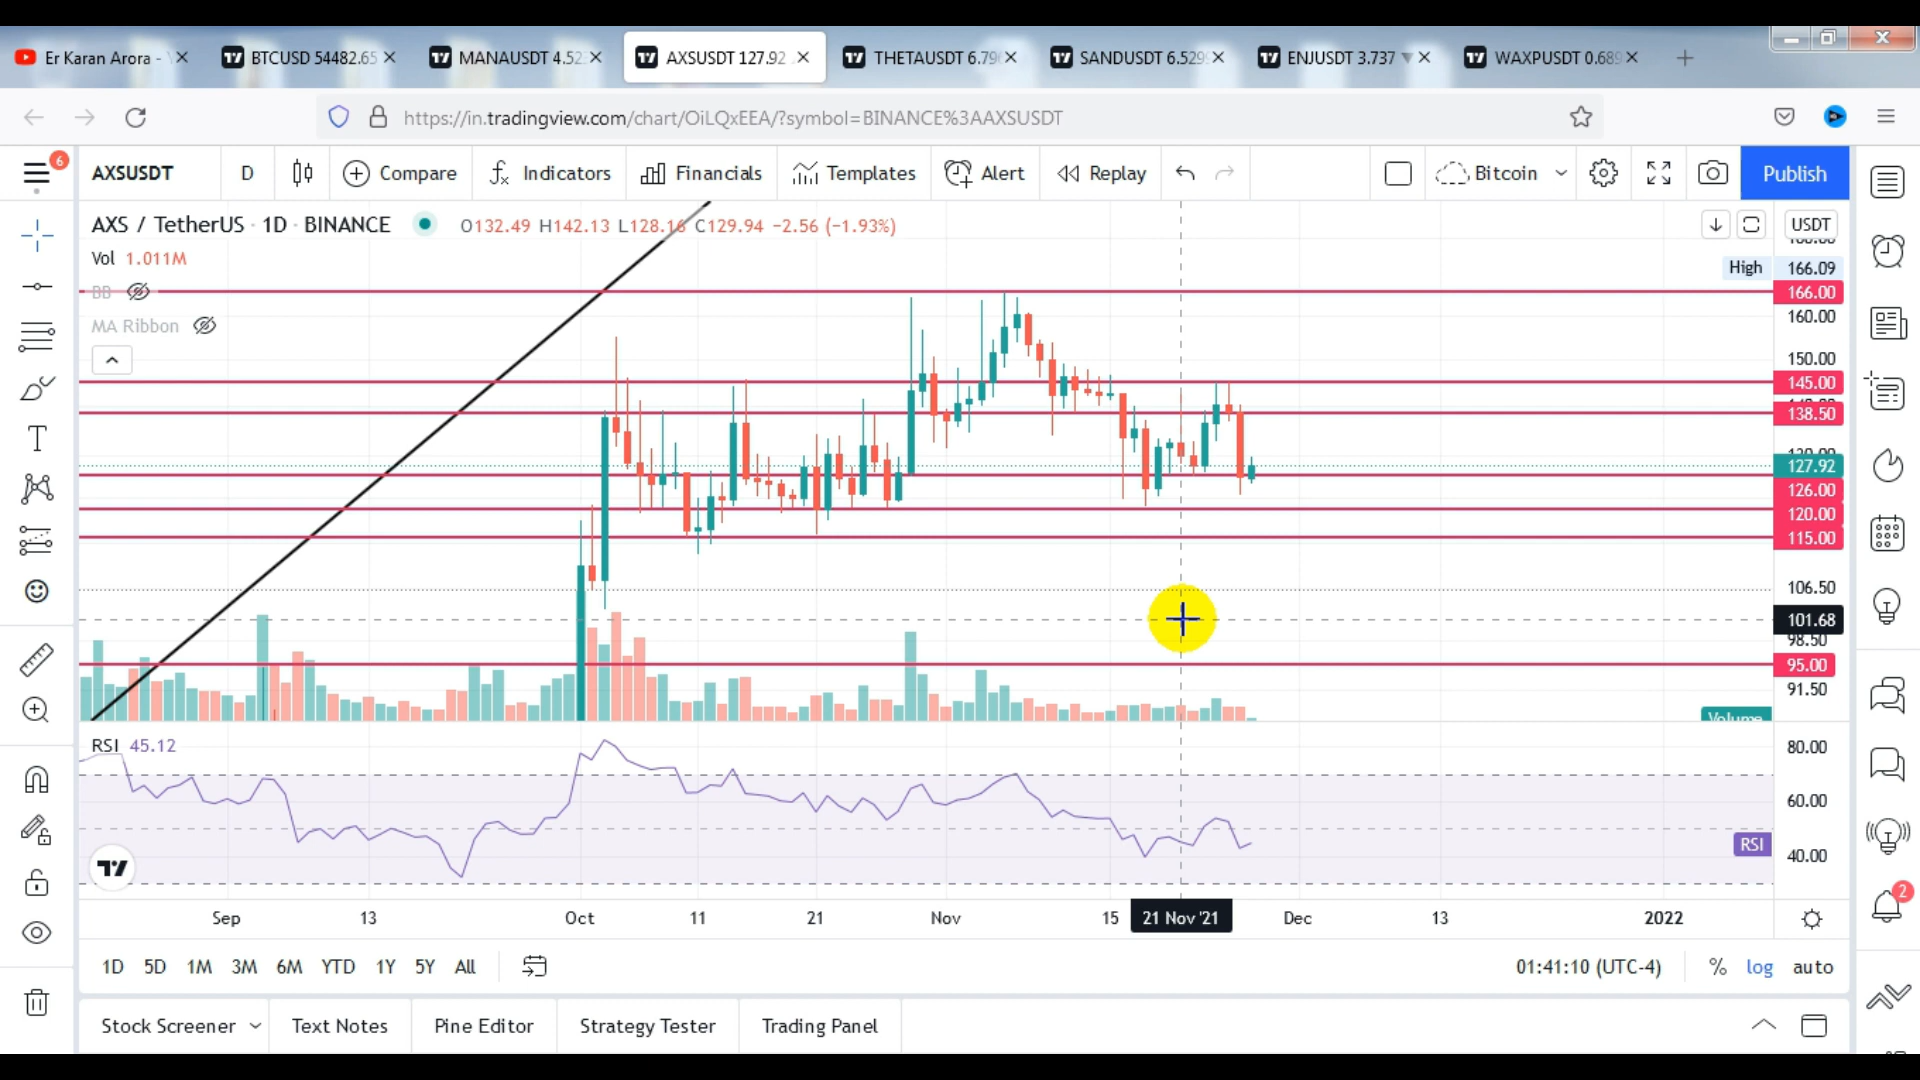 Er Karan Arora -
BTCUSD 54482.65
MANAUSDT 4.52
AXSUSDT 127.92
THETAUSDT 6.796
SANDUSDT 6.529
ENJUSDT 3.737 ▼
WAXPUSDT 0.689
https://in.tradingview.com/chart/OiLQxEEA/?symbol=BINANCE%3AAXSUSDT
6
AXSUSDT
D
Compare
Indicators
Financials
Templates
Alert
Replay
Bitcoin
Publish
AXS / TetherUS · 1D · BINANCE
O132.49 H142.13 L128.16 C129.94 −2.56 (−1.93%)
USDT
Vol 1.011M
High 166.09
BB
166.00
160.00
MA Ribbon
150.00
145.00
138.50
127.92
126.00
120.00
115.00
106.50
101.68
98.50
95.00
91.50
Volume
RSI 45.12
80.00
60.00
RSI
40.00
Sep
13
Oct
11
21
Nov
15
21 Nov '21
Dec
13
2022
2
1D
5D
1M
3M
6M
YTD
1Y
5Y
All
01:41:10 (UTC-4)
%
log
auto
Stock Screener
Text Notes
Pine Editor
Strategy Tester
Trading Panel